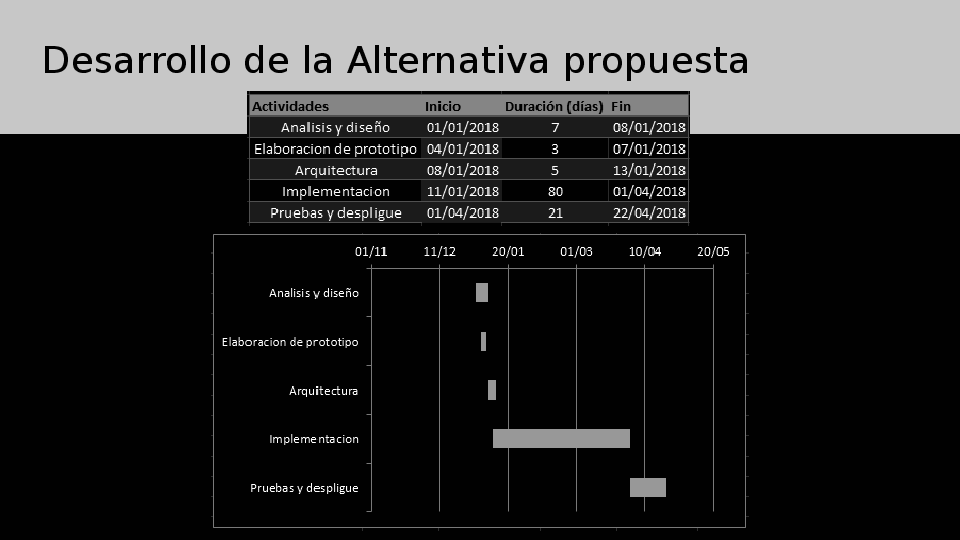 Desarrollo de la Alternativa propuesta
Actividades Inicio Duración (días) Fin
Analisis y diseño 01/01/2018 7 08/01/2018
Elaboracion de prototipo 04/01/2018 3 07/01/2018
Arquitectura 08/01/2018 5 13/01/2018
Implementacion 11/01/2018 80 01/04/2018
Pruebas y despligue 01/04/2018 21 22/04/2018
01/11 11/12 20/01 01/03 10/04 20/05
Analisis y diseño
Elaboracion de prototipo
Arquitectura
Implementacion
Pruebas y despligue